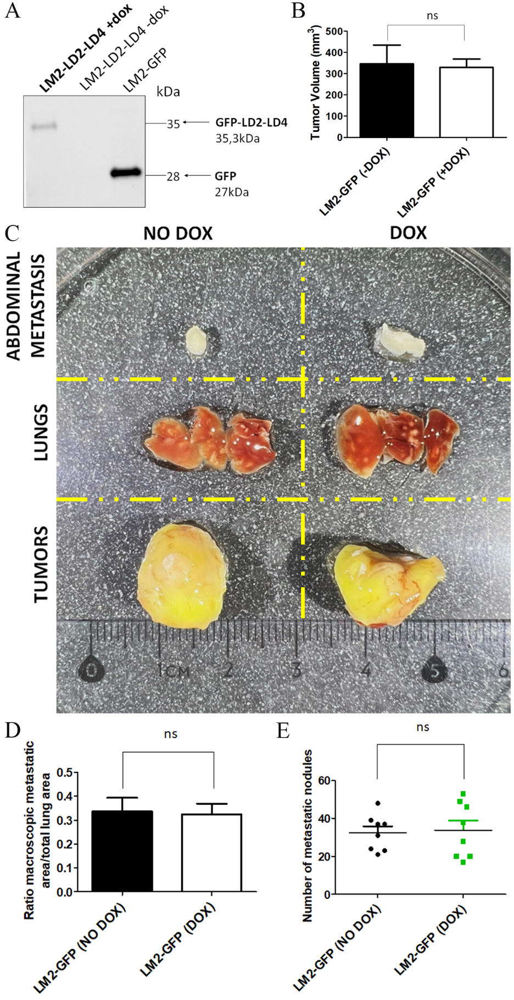 A
LM2-LD2-LD4 +dox
LM2-LD2-LD4 -dox
LM2-GFP
kDa
35
GFP-LD2-LD4
35,3kDa
28
GFP
27kDa
B
ns
Tumor Volume (mm³)
500
400
300
200
100
0
LM2-GFP (-DOX)
LM2-GFP (+DOX)
C
NO DOX
DOX
ABDOMINAL
METASTASIS
LUNGS
TUMORS
0 1CM 2 3 4 5 6
D
ns
Ratio macroscopic metastatic
area/total lung area
0.5
0.4
0.3
0.2
0.1
0.0
LM2-GFP (NO DOX)
LM2-GFP (DOX)
E
ns
Number of metastatic nodules
60
40
20
0
LM2-GFP (NO DOX)
LM2-GFP (DOX)